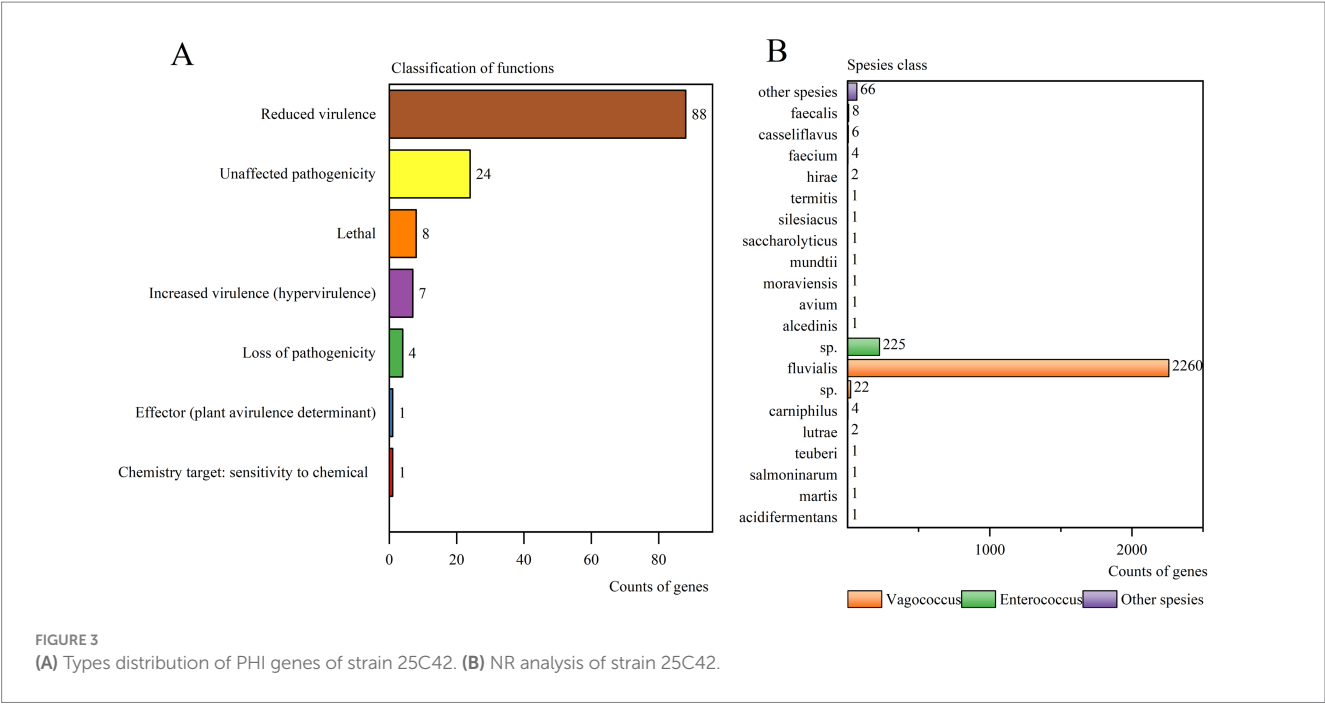 A
Classification of functions
Reduced virulence
88
Unaffected pathogenicity
24
Lethal
8
Increased virulence (hypervirulence)
7
Loss of pathogenicity
4
Effector (plant avirulence determinant)
1
Chemistry target: sensitivity to chemical
1
0 20 40 60 80
Counts of genes
B
Spesies class
other spesies 66
faecalis 8
casseliflavus 6
faecium 4
hirae 2
termitis 1
silesiacus 1
saccharolyticus 1
mundtii 1
moraviensis 1
avium 1
alcedinis 1
sp. 225
fluvialis 2260
sp. 22
carniphilus 4
lutrae 2
teuberi 1
salmoninarum 1
martis 1
acidifermentans 1
1000 2000
Counts of genes
Vagococcus Enterococcus Other spesies
FIGURE 3
(A) Types distribution of PHI genes of strain 25C42. (B) NR analysis of strain 25C42.